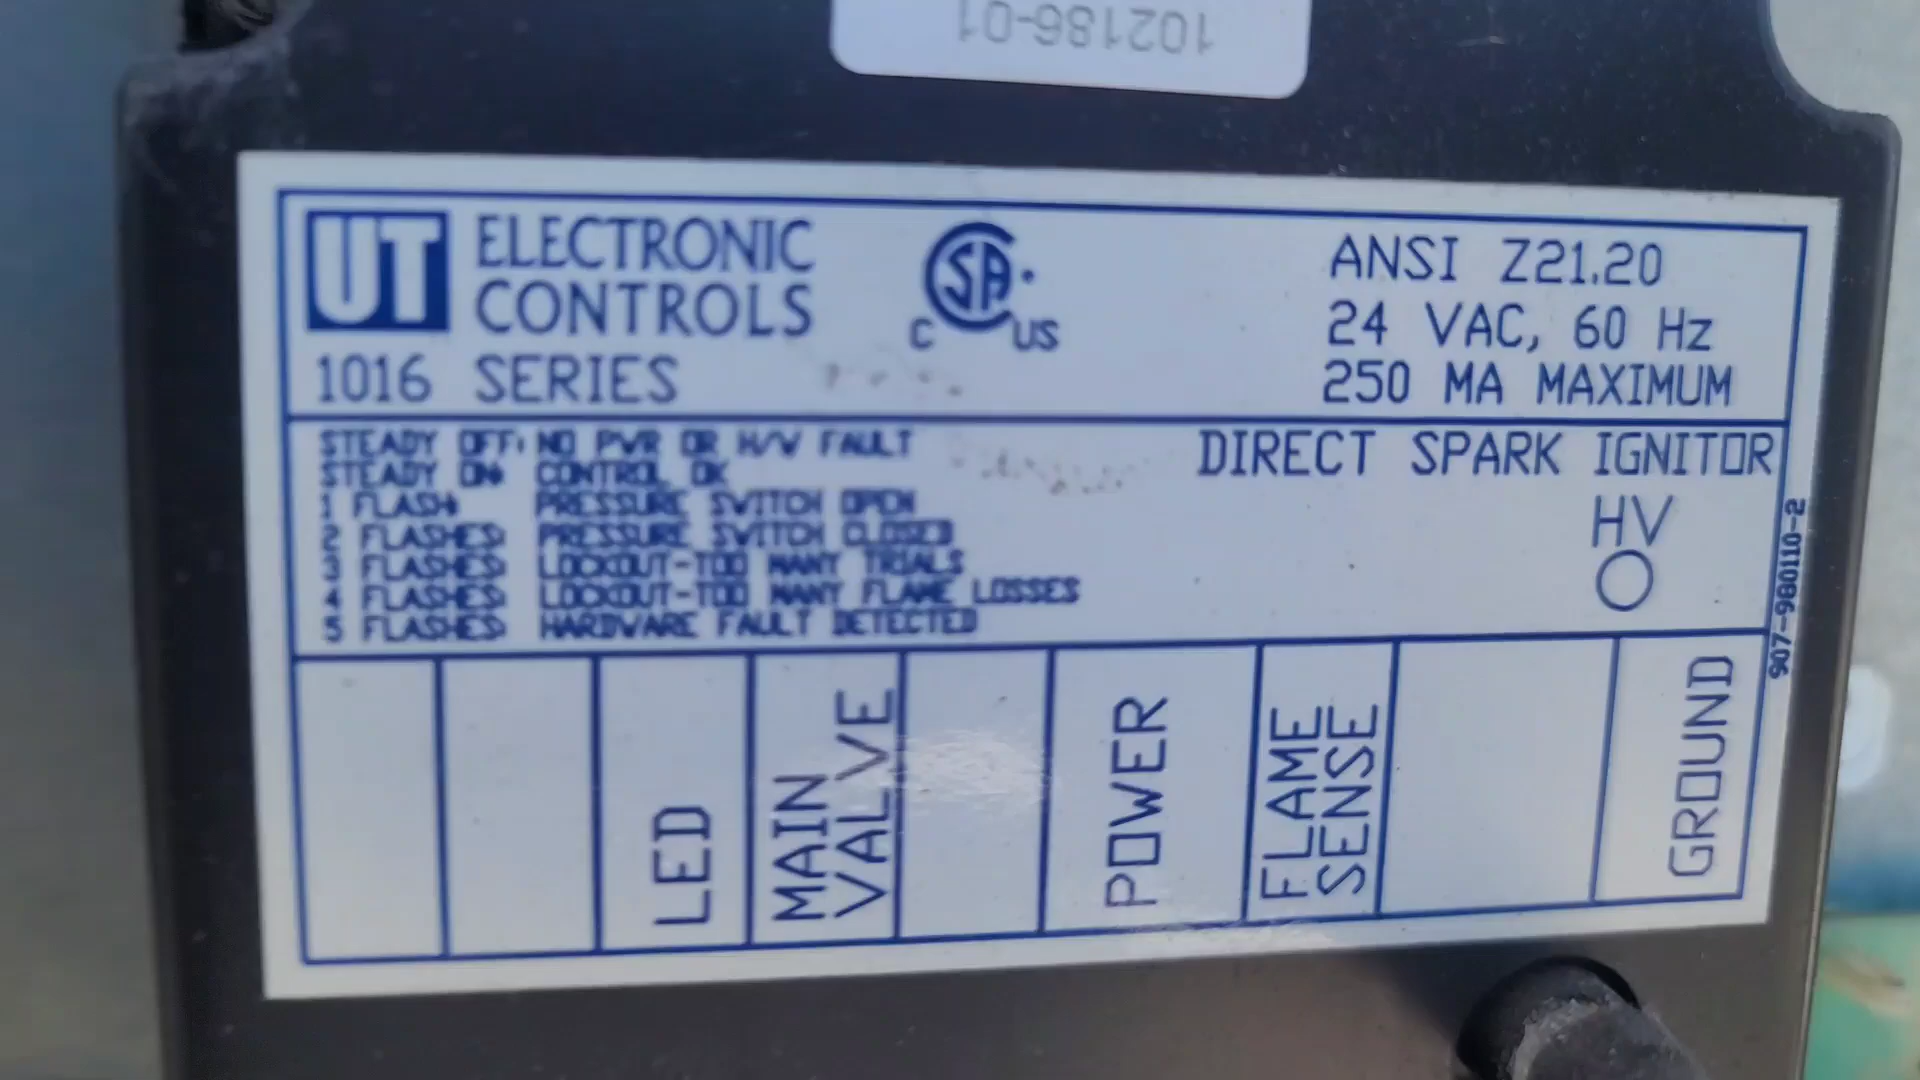 102186-01
UT ELECTRONIC
CONTROLS
1016 SERIES
CSA US
ANSI Z21.20
24 VAC, 60 Hz
250 MA MAXIMUM
STEADY OFF: NO PWR OR H/W FAULT
STEADY ON: CONTROL OK
1 FLASH: PRESSURE SWITCH OPEN
2 FLASHES: PRESSURE SWITCH CLOSED
3 FLASHES: LOCKOUT-TOO MANY TRIALS
4 FLASHES: LOCKOUT-TOO MANY FLAME LOSSES
5 FLASHES: HARDWARE FAULT DETECTED
DIRECT SPARK IGNITOR
HV
907-980110-2
LED
MAIN
VALVE
POWER
FLAME
SENSE
GROUND